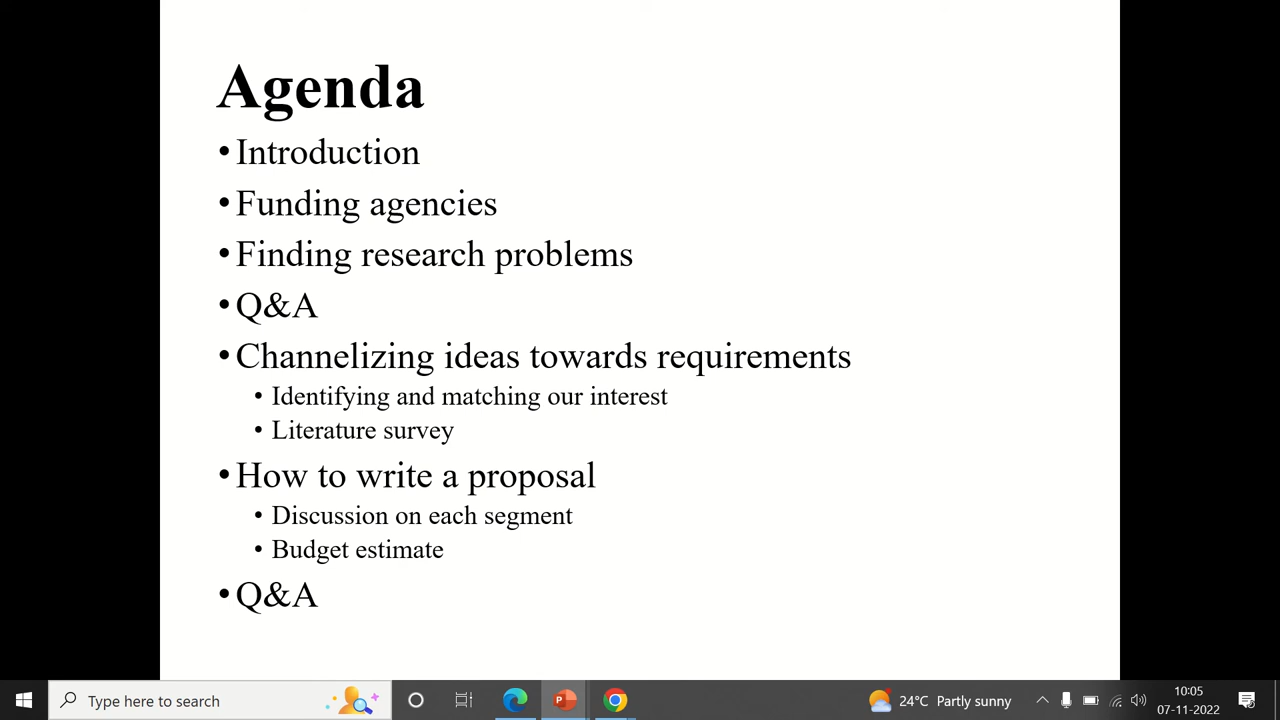 Agenda
• Introduction
• Funding agencies
• Finding research problems
• Q&A
• Channelizing ideas towards requirements
• Identifying and matching our interest
• Literature survey
• How to write a proposal
• Discussion on each segment
• Budget estimate
• Q&A
Type here to search
24°C Partly sunny
10:05
07-11-2022